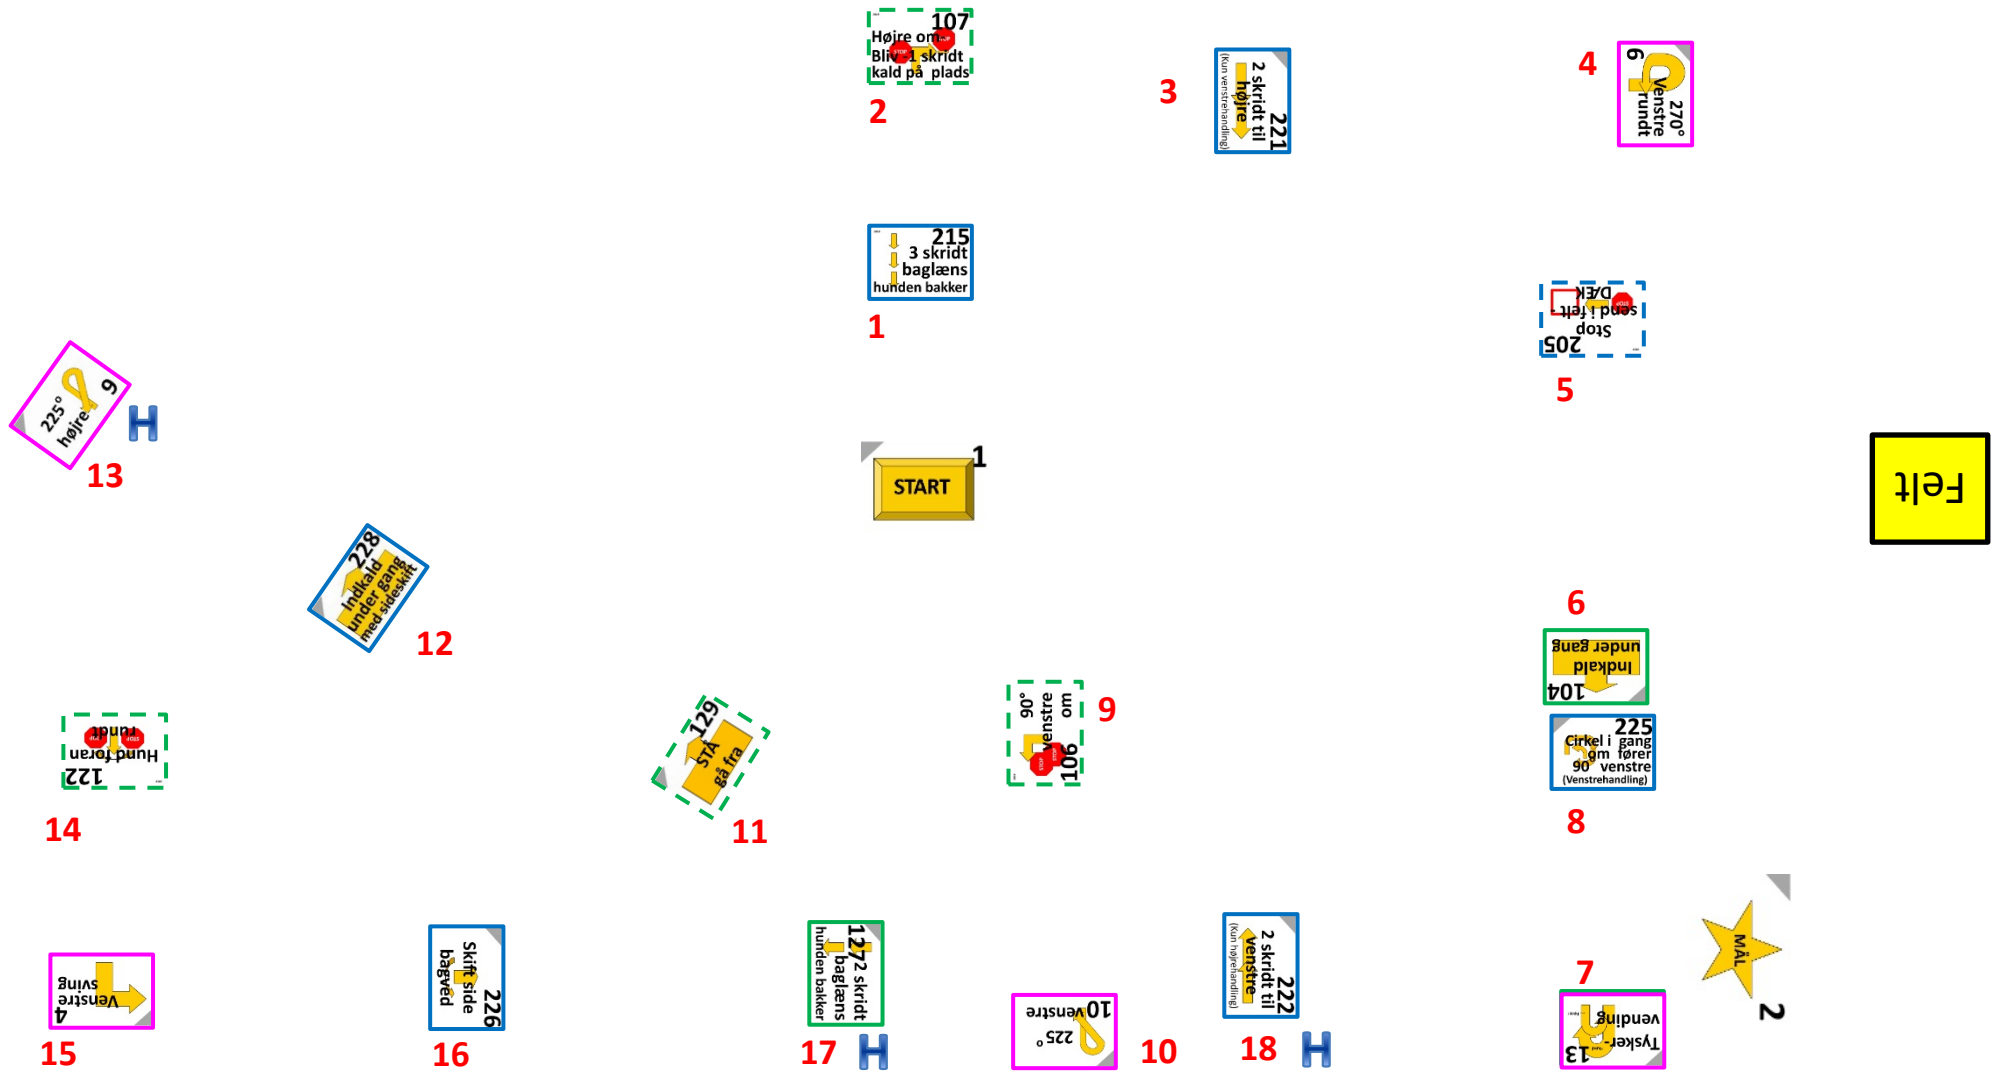 107
Højre om
Bliv -1 skridt
kald på plads
2
3
221
2 skridt til
højre
(Kun venstrehandling)
4
6
270°
Venstre
rundt
215
3 skridt
baglæns
hunden bakker
1
205
Stop
send i felt -
DÆK
5
9
225°
højre
H
13
1
START
Felt
228
Indkald
under gang
med sideskift
12
6
104
Indkald
under gang
225
Cirkel i gang
om fører
90° venstre
(Venstrehandling)
8
106
90°
venstre
om
9
129
STÅ
gå fra
11
122
Hund foran
rundt
14
MÅL
2
7
13
Tysker-
vending
4
Venstre
sving
15
226
Skift side
bagved
16
127
2 skridt
baglæns
hunden bakker
17
H
10
225°
venstre
10
222
2 skridt til
venstre
(Kun højrehandling)
18
H